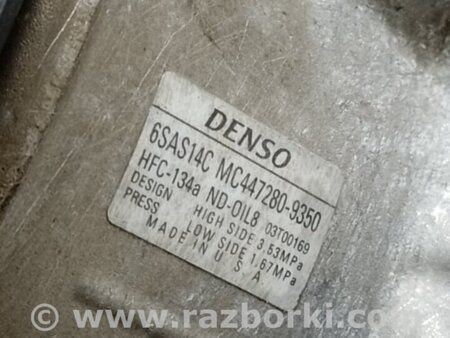 DENSO
6SAS14C MC447280-9350
HFC-134a ND-OIL8 03T00169
DESIGN HIGH SIDE 3.53MPa
PRESS LOW SIDE 1.67MPa
MADE IN U.S.A
© www.razborki.com